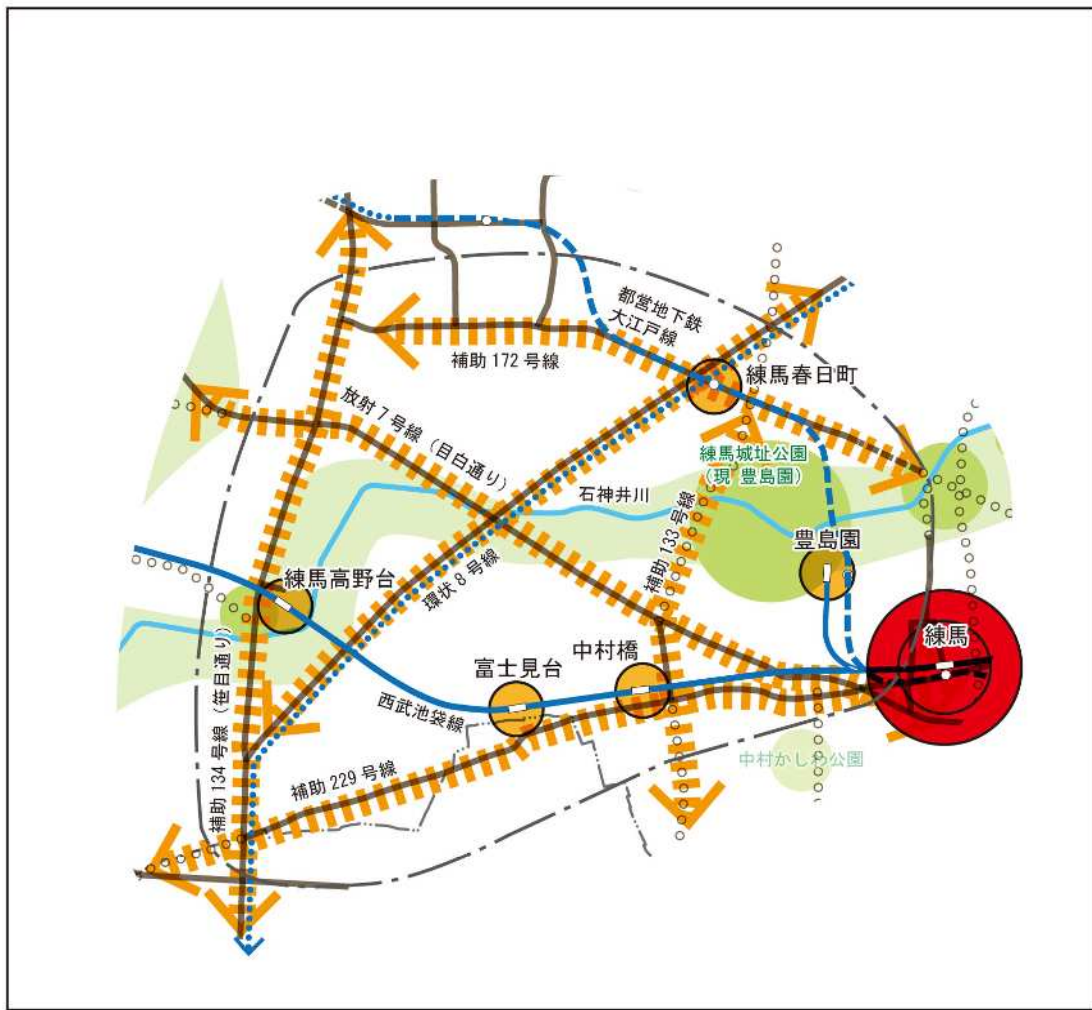 都営地下鉄
大江戸線
練馬春日町
補助 172 号線
放射 7 号線（目白通り）
練馬城址公園
（現 豊島園）
石神井川
補助 133 号線
豊島園
環状 8 号線
練馬高野台
練馬
中村橋
富士見台
西武池袋線
補助 134 号線（笹目通り）
補助 229 号線
中村かしわ公園